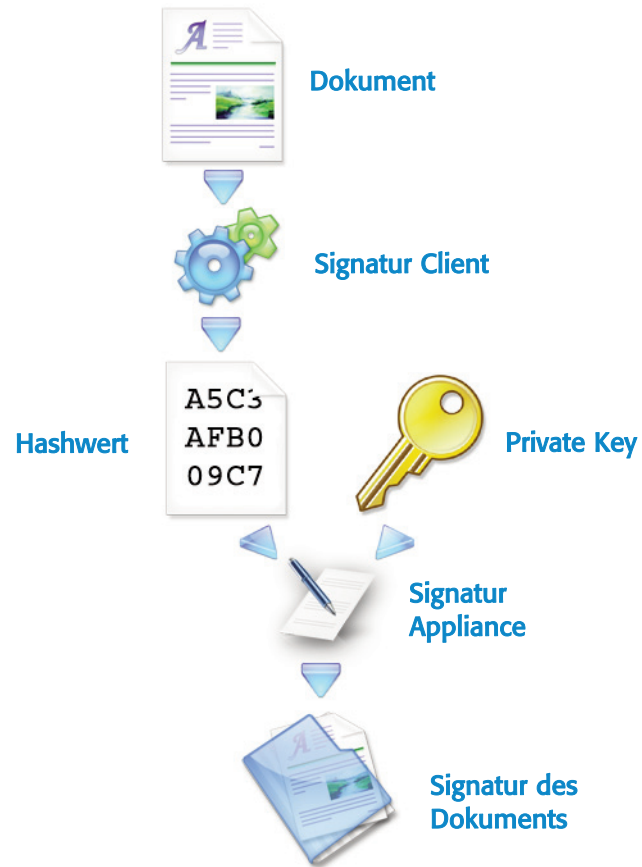 Dokument
Signatur Client
A5C3
AFB0
09C7
Hashwert
Private Key
Signatur
Appliance
Signatur des
Dokuments